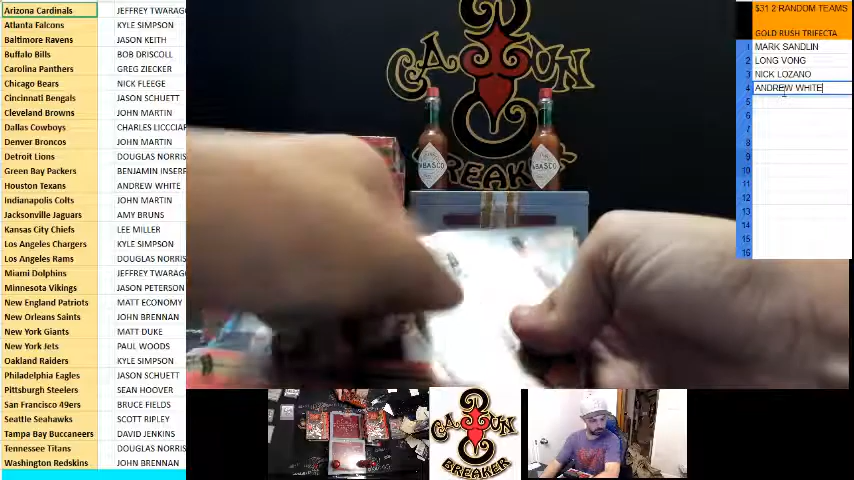 Arizona Cardinals JEFFREY TWARAG
Atlanta Falcons KYLE SIMPSON
Baltimore Ravens JASON KEITH
Buffalo Bills BOB DRISCOLL
Carolina Panthers GREG ZIECKER
Chicago Bears NICK FLEEGE
Cincinnati Bengals JASON SCHUETT
Cleveland Browns JOHN MARTIN
Dallas Cowboys CHARLES LICCCIAR
Denver Broncos JOHN MARTIN
Detroit Lions DOUGLAS NORRIS
Green Bay Packers BENJAMIN INSERR
Houston Texans ANDREW WHITE
Indianapolis Colts JOHN MARTIN
Jacksonville Jaguars AMY BRUNS
Kansas City Chiefs LEE MILLER
Los Angeles Chargers KYLE SIMPSON
Los Angeles Rams DOUGLAS NORRIS
Miami Dolphins JEFFREY TWARAG
Minnesota Vikings JASON PETERSON
New England Patriots MATT ECONOMY
New Orleans Saints JOHN BRENNAN
New York Giants MATT DUKE
New York Jets PAUL WOODS
Oakland Raiders KYLE SIMPSON
Philadelphia Eagles JASON SCHUETT
Pittsburgh Steelers SEAN HOOVER
San Francisco 49ers BRUCE FIELDS
Seattle Seahawks SCOTT RIPLEY
Tampa Bay Buccaneers DAVID JENKINS
Tennessee Titans DOUGLAS NORRIS
Washington Redskins JOHN BRENNAN
CAJUN
BREAKER
ABASCO
ABASCO
$31 2 RANDOM TEAMS
GOLD RUSH TRIFECTA
1 MARK SANDLIN
2 LONG VONG
3 NICK LOZANO
4 ANDREW WHITE
5
6
7
8
9
10
11
12
13
14
15
16
CAJUN
BREAKER